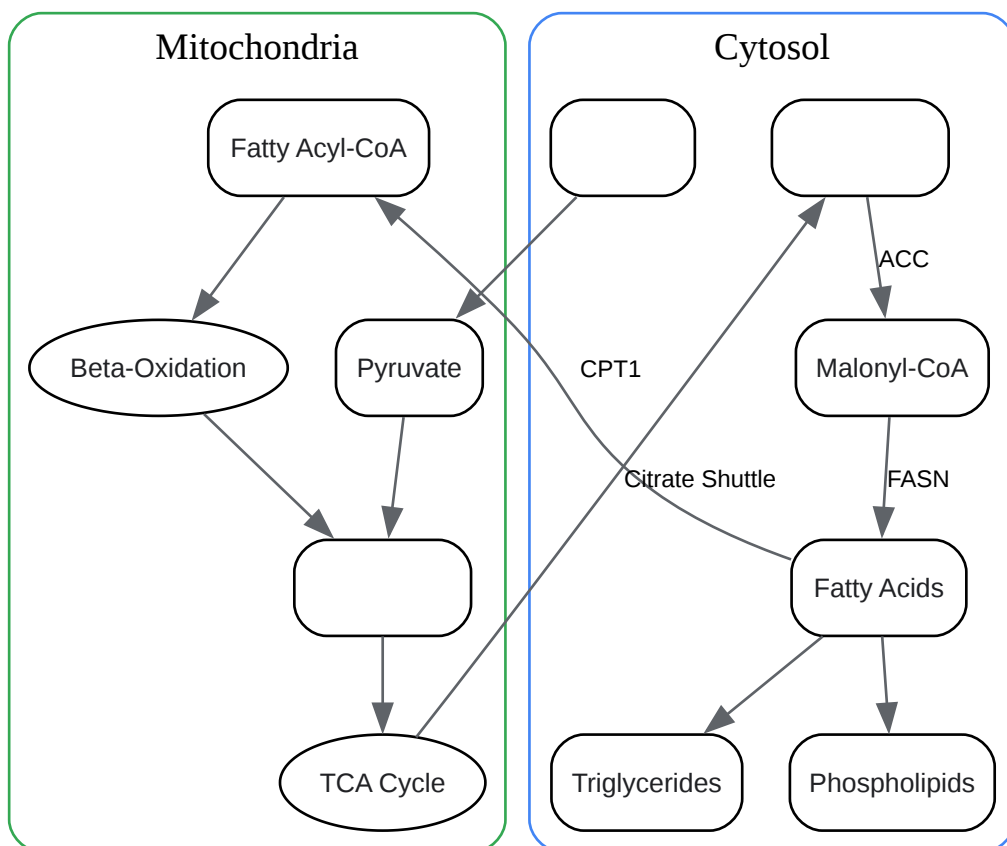 Mitochondria
Cytosol
Fatty Acyl-CoA
ACC
Beta-Oxidation
Pyruvate
CPT1
Malonyl-CoA
Citrate Shuttle
FASN
Fatty Acids
TCA Cycle
Triglycerides
Phospholipids